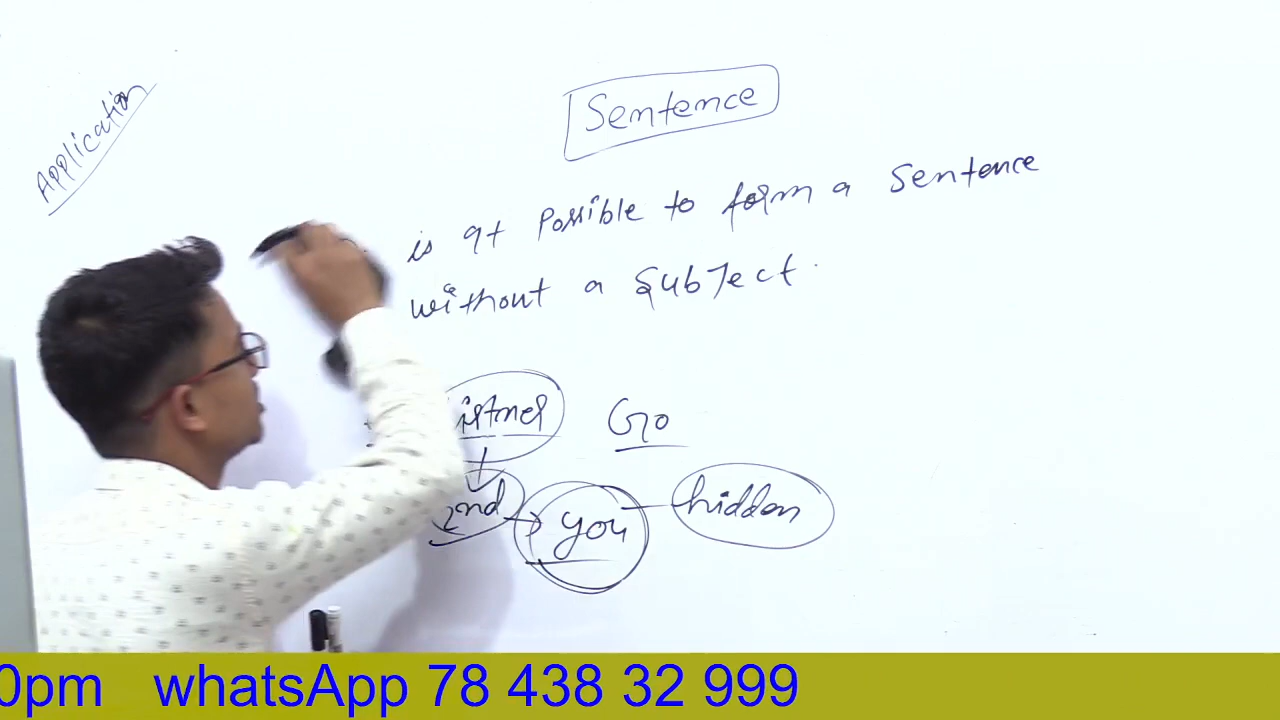 Application
Sentence
is it Possible to form a Sentence
without a SubJect.
Go
2nd you hidden
0pm whatsApp 78 438 32 999